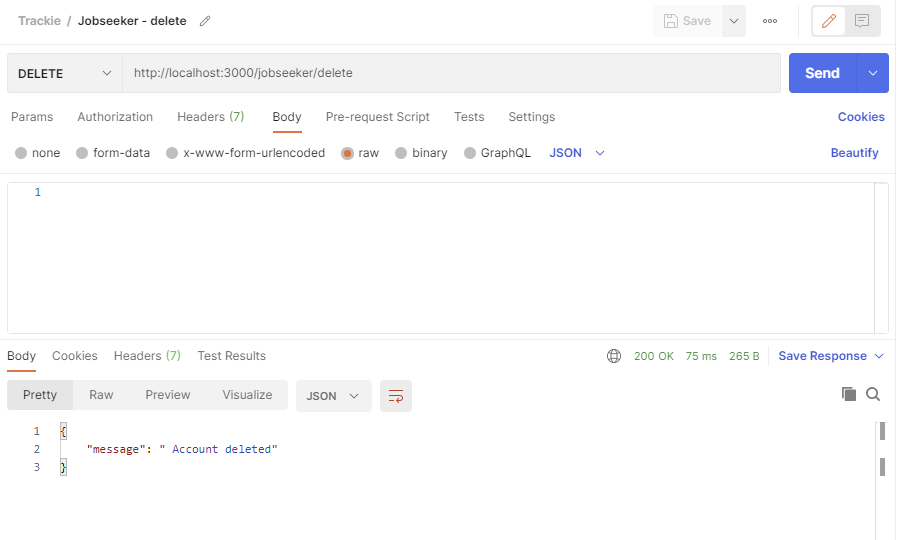 Trackie / Jobseeker - delete
Save
DELETE
http://localhost:3000/jobseeker/delete
Send
Params Authorization Headers (7) Body Pre-request Script Tests Settings Cookies
none form-data x-www-form-urlencoded raw binary GraphQL JSON Beautify
1
Body Cookies Headers (7) Test Results 200 OK 75 ms 265 B Save Response
Pretty Raw Preview Visualize JSON
1 {
2 "message": " Account deleted"
3 }